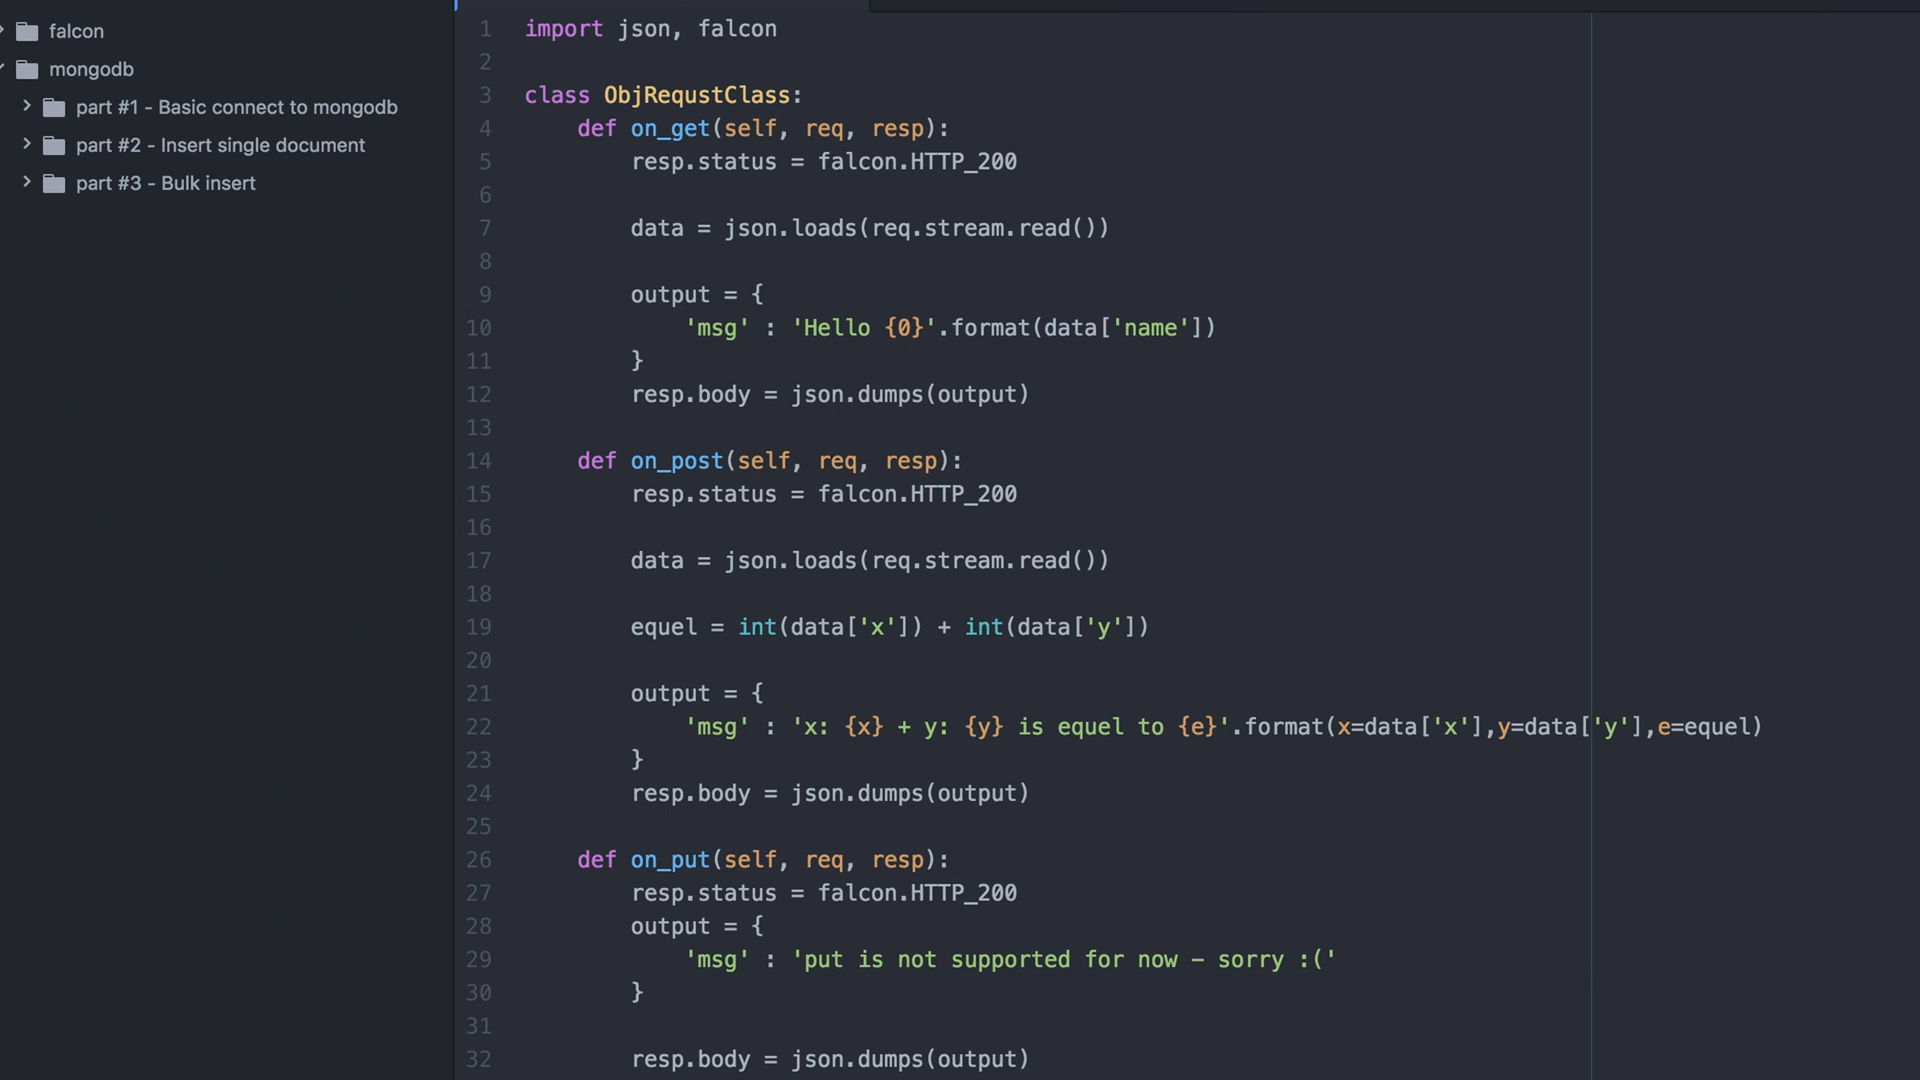 falcon
mongodb
part #1 - Basic connect to mongodb
part #2 - Insert single document
part #3 - Bulk insert
1 import json, falcon
2
3 class ObjRequstClass:
4     def on_get(self, req, resp):
5         resp.status = falcon.HTTP_200
6
7         data = json.loads(req.stream.read())
8
9         output = {
10             'msg' : 'Hello {0}'.format(data['name'])
11         }
12         resp.body = json.dumps(output)
13
14     def on_post(self, req, resp):
15         resp.status = falcon.HTTP_200
16
17         data = json.loads(req.stream.read())
18
19         equel = int(data['x']) + int(data['y'])
20
21         output = {
22             'msg' : 'x: {x} + y: {y} is equel to {e}'.format(x=data['x'],y=data['y'],e=equel)
23         }
24         resp.body = json.dumps(output)
25
26     def on_put(self, req, resp):
27         resp.status = falcon.HTTP_200
28         output = {
29             'msg' : 'put is not supported for now - sorry :('
30         }
31
32         resp.body = json.dumps(output)